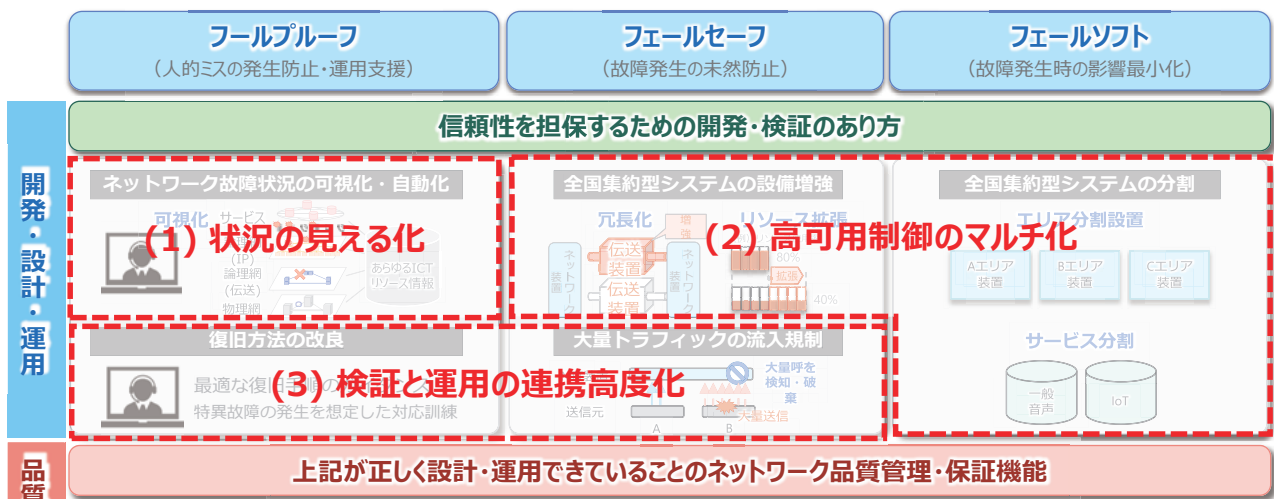 フールプルーフ
(人的ミスの発生防止・運用支援)
フェールセーフ
(故障発生の未然防止)
フェールソフト
(故障発生時の影響最小化)
開発・設計・運用
信頼性を担保するための開発・検証のあり方
ネットワーク故障状況の可視化・自動化
可視化
サービス
(1) 状況の見える化
(IP)
論理網
(伝送)
物理網
あらゆるICT
リソース情報
全国集約型システムの設備増強
冗長化
増強
リソース拡張
(2) 高可用制御のマルチ化
ネットワーク装置
伝送
装置
伝送
装置
ネットワーク装置
80%
拡張
40%
全国集約型システムの分割
エリア分割設置
Aエリア
装置
Bエリア
装置
Cエリア
装置
サービス分割
一般
音声
IoT
復旧方法の改良
最適な復旧手順の
(3) 検証と運用の連携高度化
特異故障の発生を想定した対応訓練
大量トラフィックの流入規制
大量呼を
検知・破
棄
送信元
大量送信
A
B
品質
上記が正しく設計・運用できていることのネットワーク品質管理・保証機能